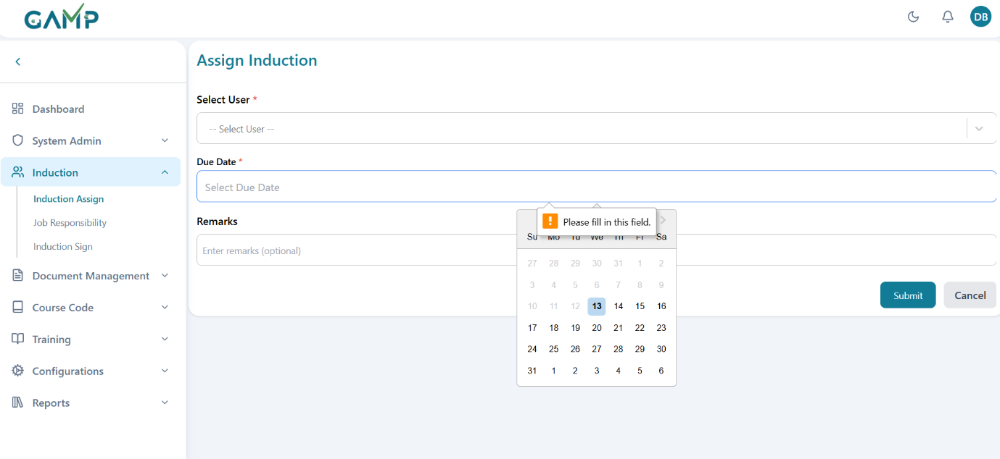 GAMP
DB
Assign Induction
Dashboard
System Admin
Induction
Induction Assign
Job Responsibility
Induction Sign
Document Management
Course Code
Training
Configurations
Reports
Select User *
-- Select User --
Due Date *
Select Due Date
Please fill in this field.
Su Mo Tu We Th Fr Sa
27 28 29 30 31 1 2
3 4 5 6 7 8 9
10 11 12 13 14 15 16
17 18 19 20 21 22 23
24 25 26 27 28 29 30
31 1 2 3 4 5 6
Remarks
Enter remarks (optional)
Submit
Cancel